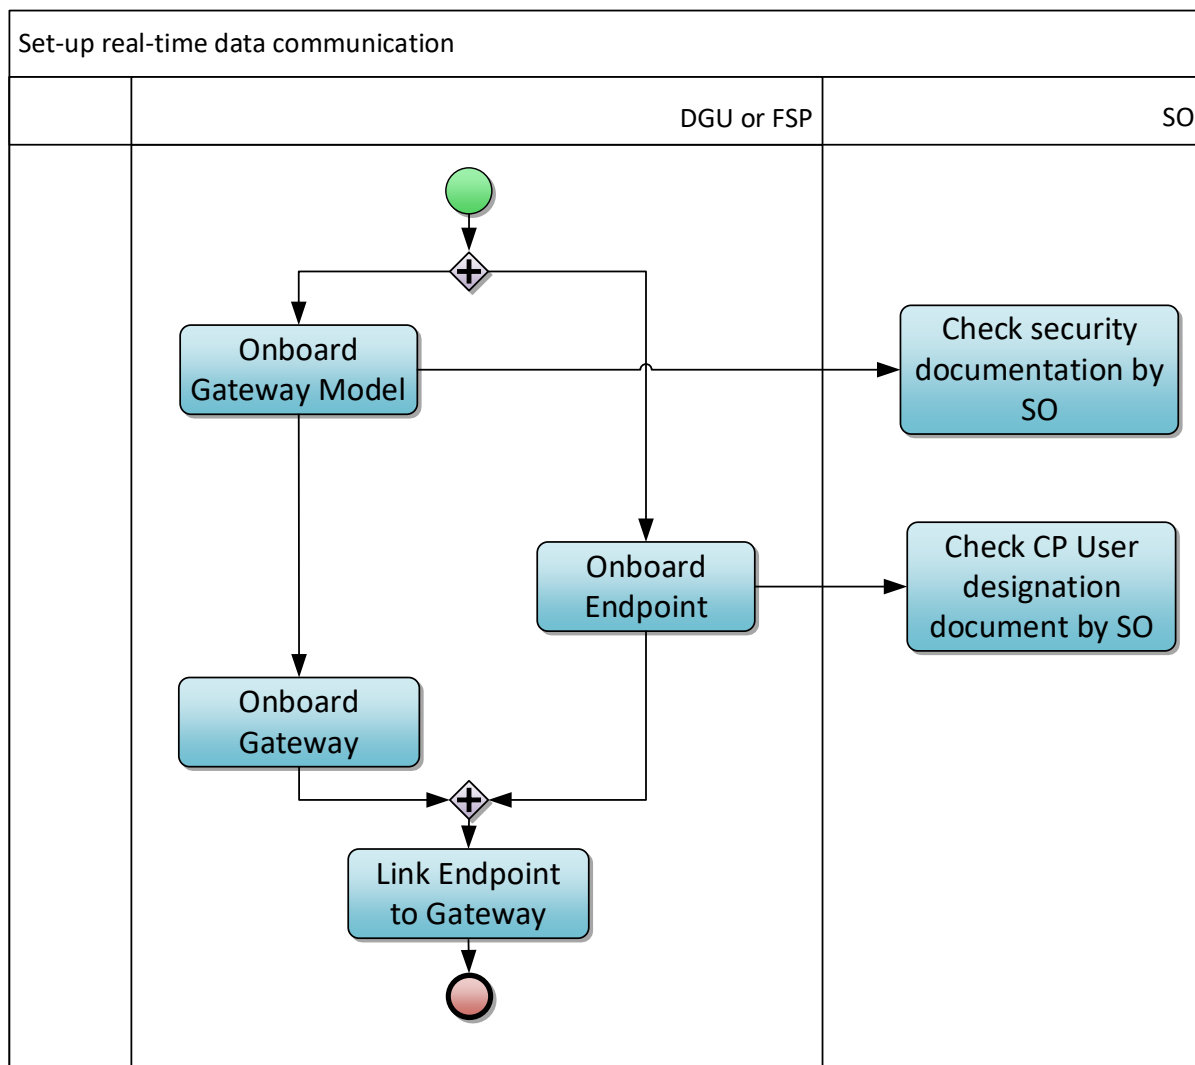 Set-up real-time data communication
DGU or FSP
SO
Onboard
Gateway Model
Check security
documentation by
SO
Onboard
Endpoint
Check CP User
designation
document by SO
Onboard
Gateway
Link Endpoint
to Gateway